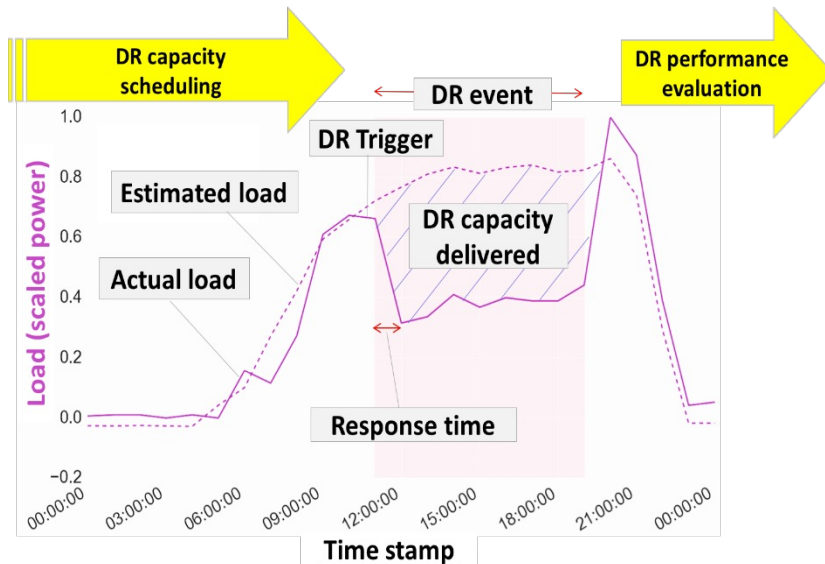 DR capacity
scheduling
DR event
DR performance
evaluation
DR Trigger
Estimated load
Actual load
DR capacity
delivered
Response time
Load (scaled power)
1.0
0.8
0.6
0.4
0.2
0.0
−0.2
00:00:00
03:00:00
06:00:00
09:00:00
12:00:00
15:00:00
18:00:00
21:00:00
00:00:00
Time stamp